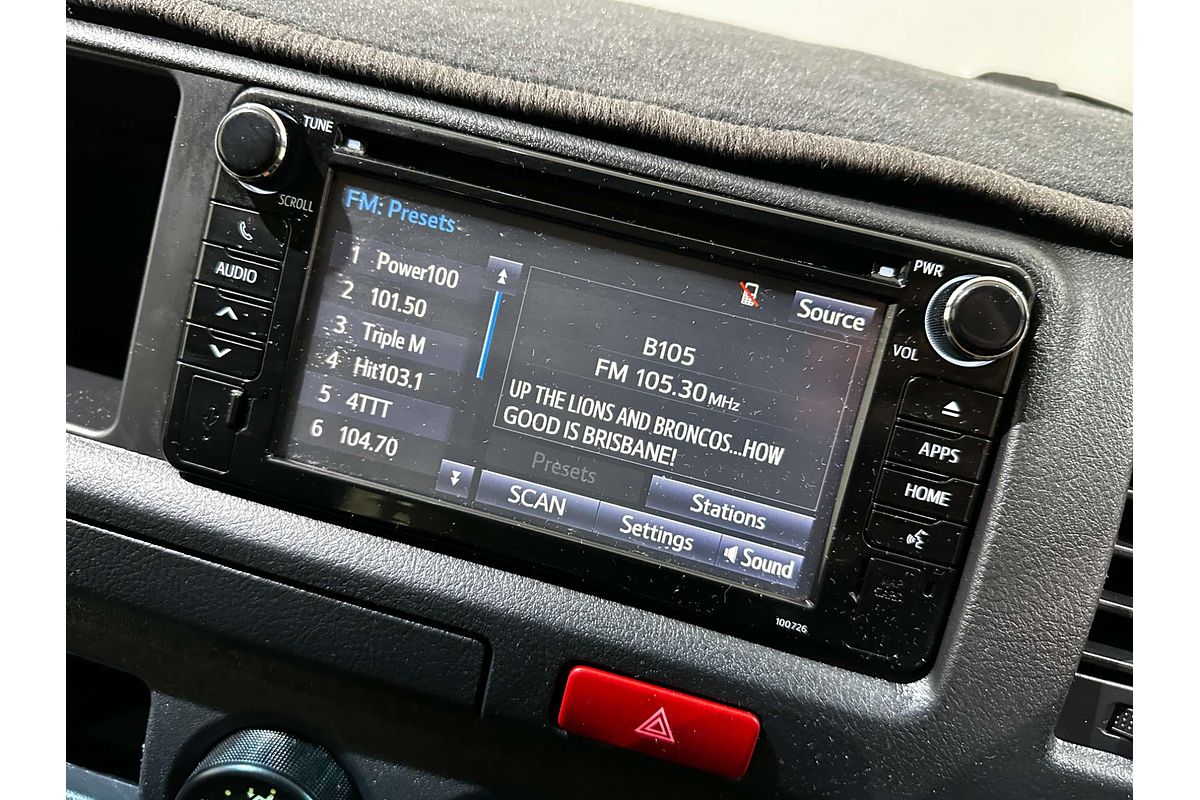 TUNE
SCROLL
AUDIO
FM: Presets
1 Power100
2 101.50
3 Triple M
4 Hit103.1
5 4TTT
6 104.70
Source
B105
FM 105.30 MHz
UP THE LIONS AND BRONCOS...HOW
GOOD IS BRISBANE!
Presets
Stations
SCAN
Settings
Sound
PWR
VOL
APPS
HOME
MAP
100726